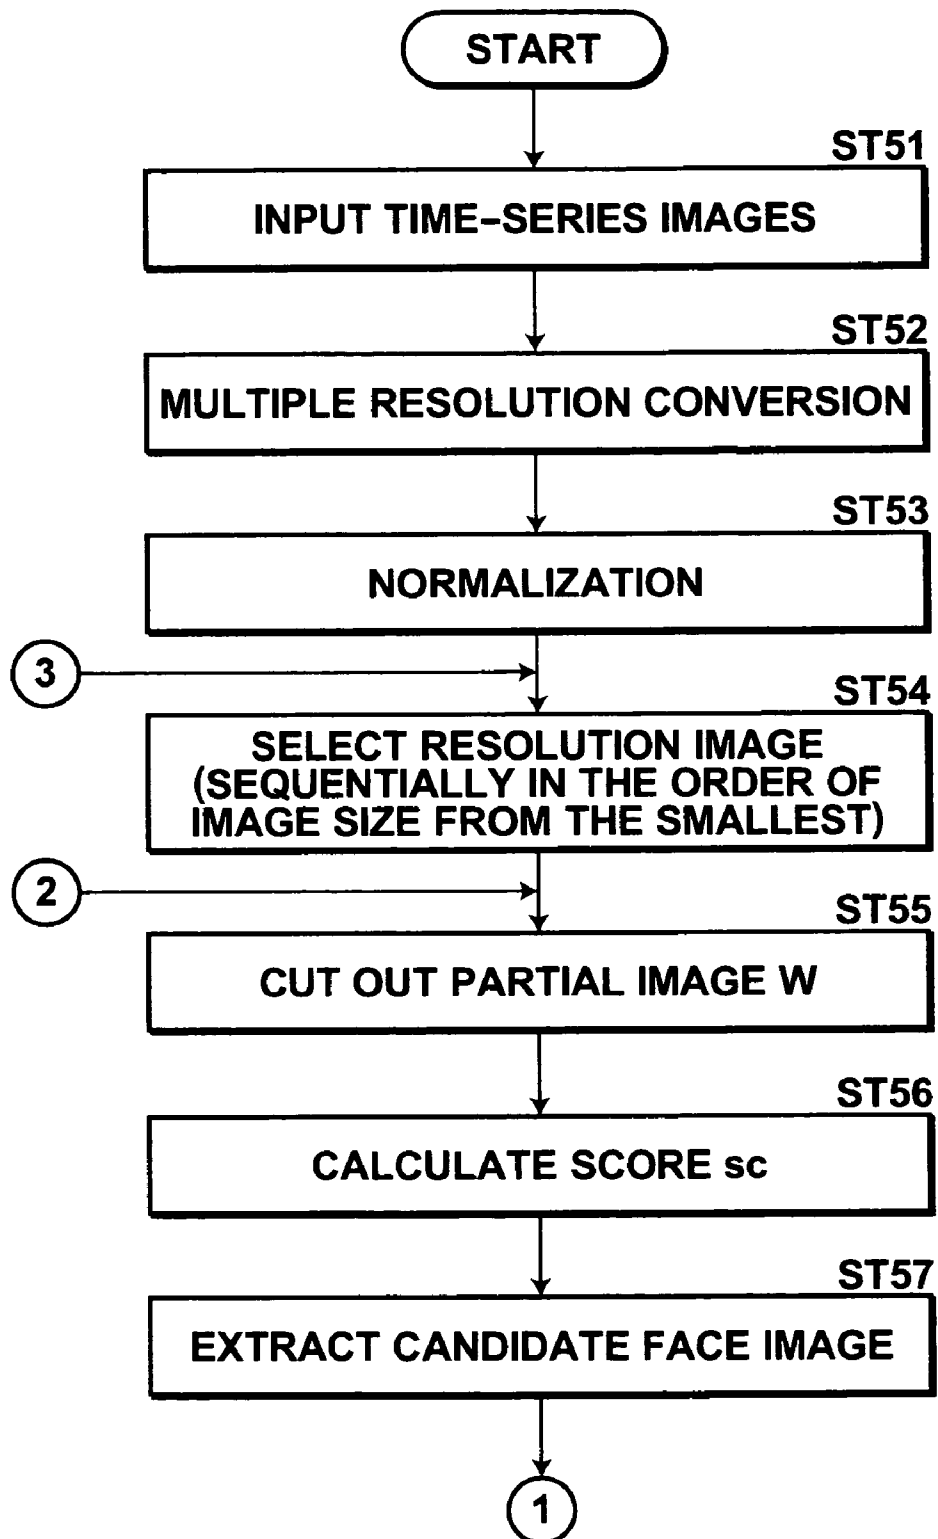 START
ST51
INPUT TIME-SERIES IMAGES
ST52
MULTIPLE RESOLUTION CONVERSION
ST53
NORMALIZATION
3
ST54
SELECT RESOLUTION IMAGE
(SEQUENTIALLY IN THE ORDER OF
IMAGE SIZE FROM THE SMALLEST)
2
ST55
CUT OUT PARTIAL IMAGE W
ST56
CALCULATE SCORE sc
ST57
EXTRACT CANDIDATE FACE IMAGE
1